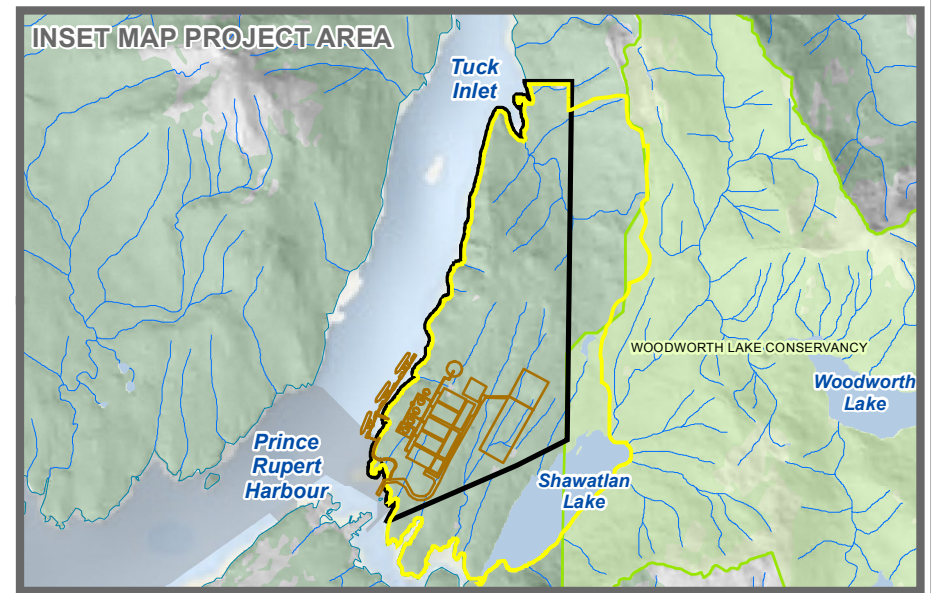 INSET MAP PROJECT AREA
Tuck
Inlet
WOODWORTH LAKE CONSERVANCY
Woodworth
Lake
Prince
Rupert
Harbour
Shawatlan
Lake